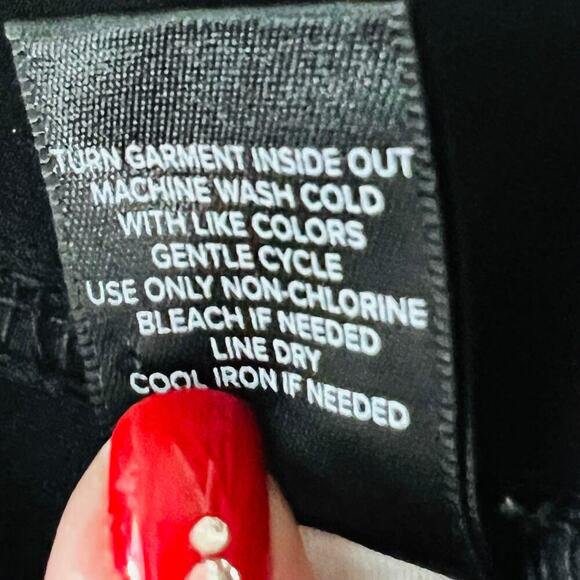 TURN GARMENT INSIDE OUT
MACHINE WASH COLD
WITH LIKE COLORS
GENTLE CYCLE
USE ONLY NON-CHLORINE
BLEACH IF NEEDED
LINE DRY
COOL IRON IF NEEDED